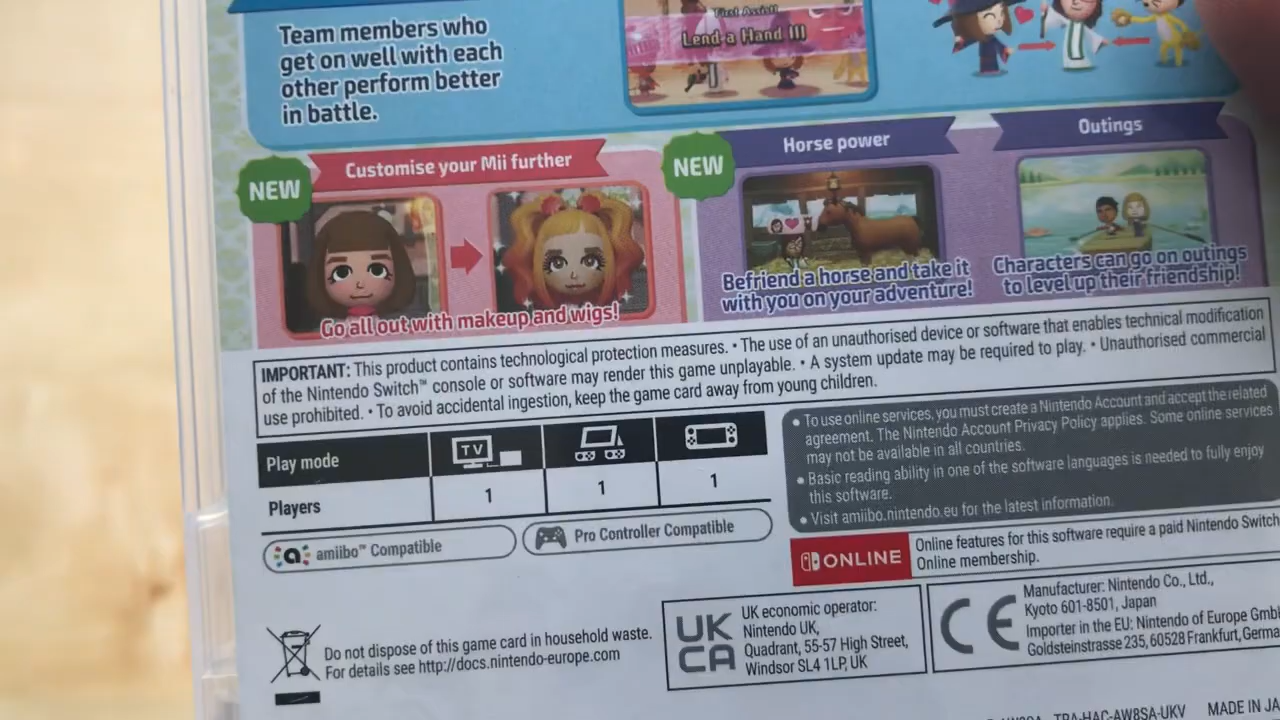 Team members who
get on well with each
other perform better
in battle.
First Assist!
Lend a Hand III
NEW
Customise your Mii further
Go all out with makeup and wigs!
NEW
Horse power
Befriend a horse and take it
with you on your adventure!
Outings
Characters can go on outings
to level up their friendship!
IMPORTANT: This product contains technological protection measures. • The use of an unauthorised device or software that enables technical modification
of the Nintendo Switch™ console or software may render this game unplayable. • A system update may be required to play. • Unauthorised commercial
use prohibited. • To avoid accidental ingestion, keep the game card away from young children.
Play mode
TV
Players
1
1
1
amiibo™ Compatible
Pro Controller Compatible
• To use online services, you must create a Nintendo Account and accept the related
agreement. The Nintendo Account Privacy Policy applies. Some online services
may not be available in all countries.
• Basic reading ability in one of the software languages is needed to fully enjoy
this software.
• Visit amiibo.nintendo.eu for the latest information.
ONLINE
Online features for this software require a paid Nintendo Switch
Online membership.
Do not dispose of this game card in household waste.
For details see http://docs.nintendo-europe.com
UK
CA
UK economic operator:
Nintendo UK,
Quadrant, 55-57 High Street,
Windsor SL4 1LP, UK
CE
Manufacturer: Nintendo Co., Ltd.,
Kyoto 601-8501, Japan
Importer in the EU: Nintendo of Europe
Goldsteinstrasse 235, 60528 Frankfurt,
TRA-HAC-AW8SA-UKV
MADE IN